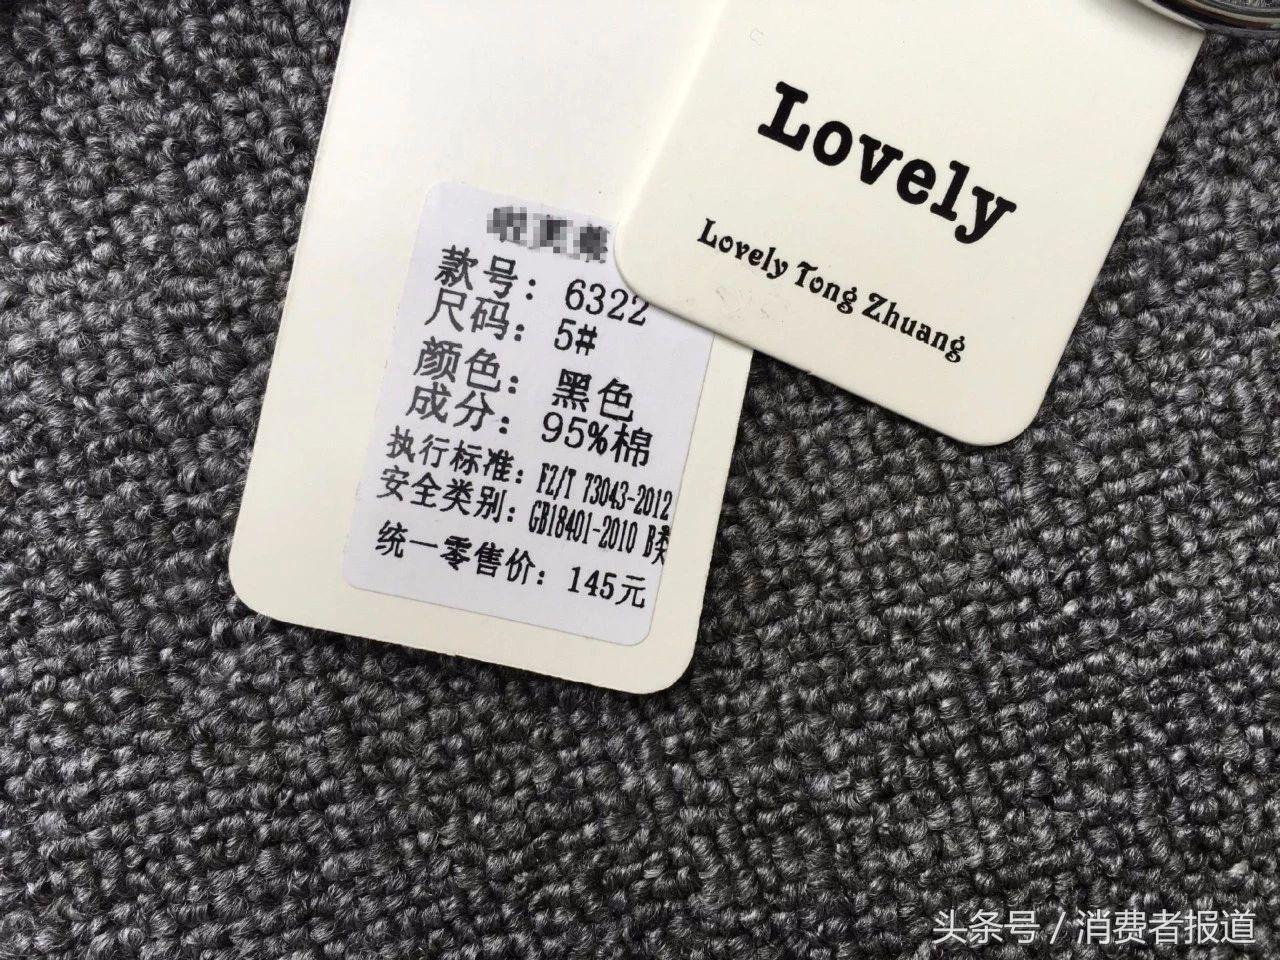 Lovely
Lovely Tong Zhuang
款号：6322
尺码：5#
颜色：黑色
成分：95%棉
执行标准：FZ/T 73043-2012
安全类别：GB18401-2010 B类
统一零售价：145元
头条号 / 消费者报道